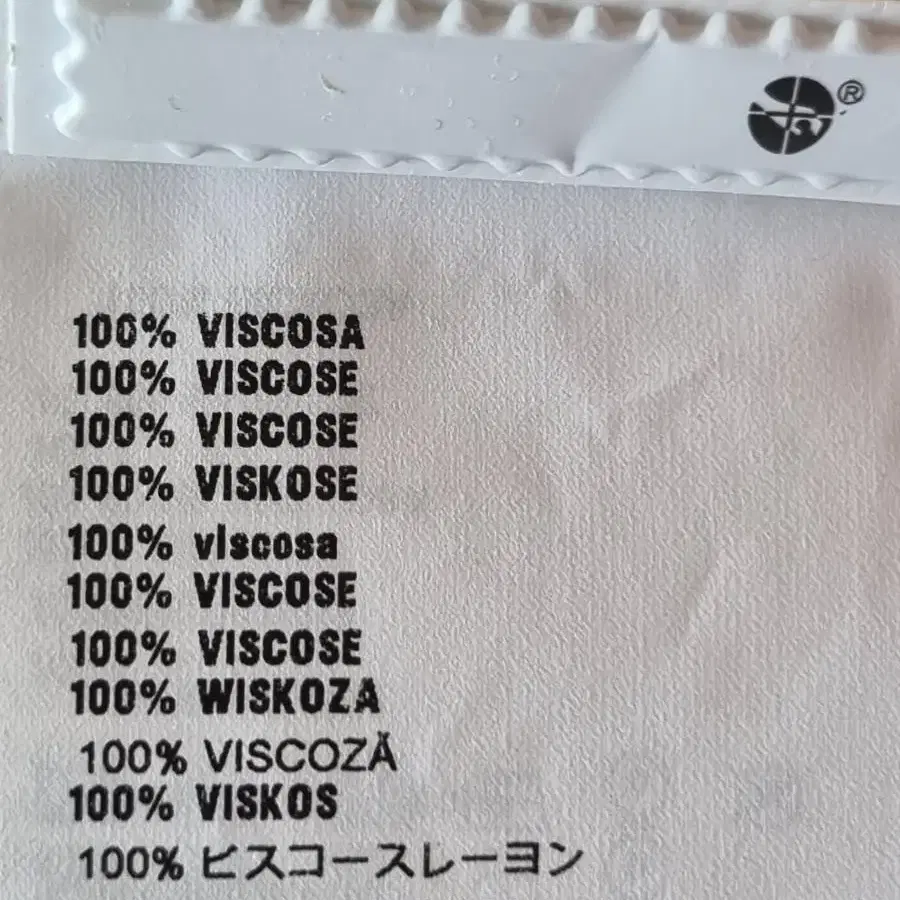 ®
100% VISCOSA
100% VISCOSE
100% VISCOSE
100% VISKOSE
100% viscosa
100% VISCOSE
100% VISCOSE
100% WISKOZA
100% VISCOZĂ
100% VISKOS
100% ビスコースレーヨン